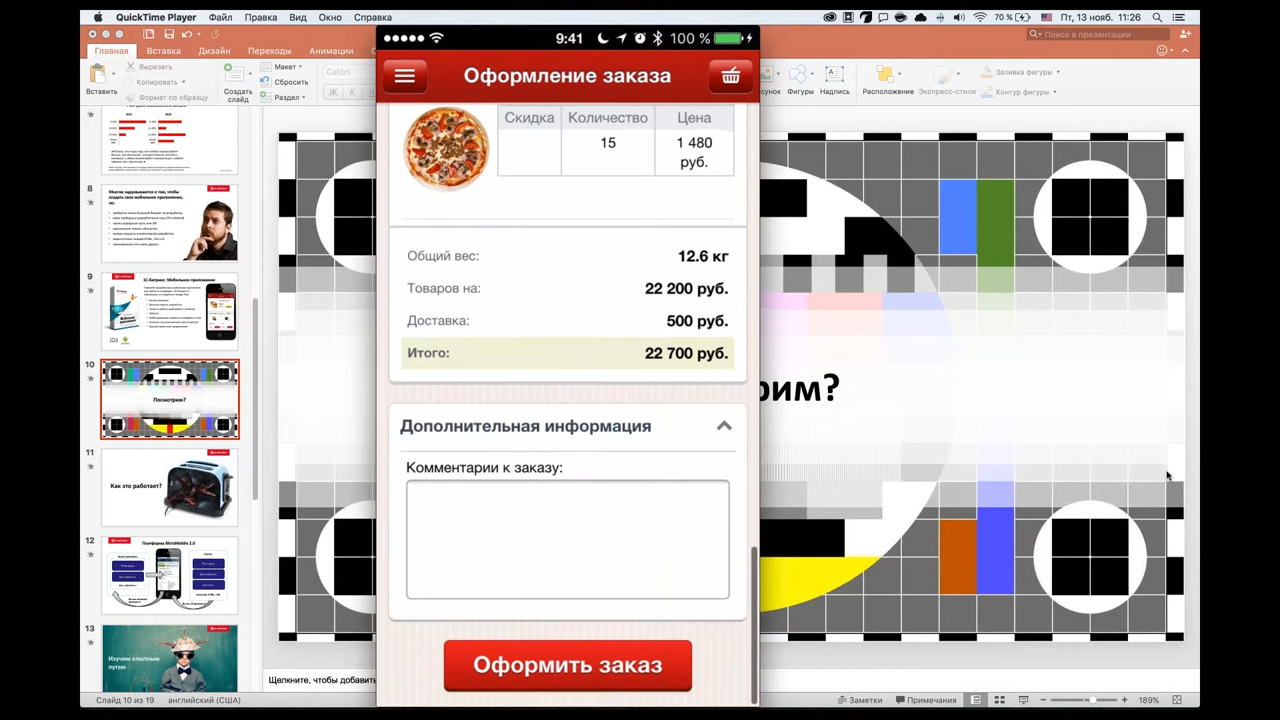 QuickTime Player Файл Правка Вид Окно Справка 70 % Пт, 13 нояб. 11:26
Поиск в презентации
Главная Вставка Дизайн Переходы Анимации
Вставить
Вырезать
Копировать
Формат по образцу
Создать слайд
Макет
Сбросить
Раздел
Calibri
Ж К
Фигуры
Надпись
Расположение
Экспресс-стили
Заливка фигуры
Контур фигуры
9:41 100 %
Оформление заказа
Скидка Количество Цена
15 1 480
руб.
Общий вес: 12.6 кг
Товаров на: 22 200 руб.
Доставка: 500 руб.
Итого: 22 700 руб.
Дополнительная информация
Комментарии к заказу:
Оформить заказ
рим?
8
Многие задумываются о том, чтобы
создать свое мобильное приложение,
но:
9
1С-Битрикс: Мобильное приложение
iOS
10
Посмотрим?
11
Как это работает?
12
Платформа BitrixMobile 2.0
13
Изучим опытным
путем
Щелкните, чтобы добавить
Слайд 10 из 19 английский (США)
Заметки Примечания 189%